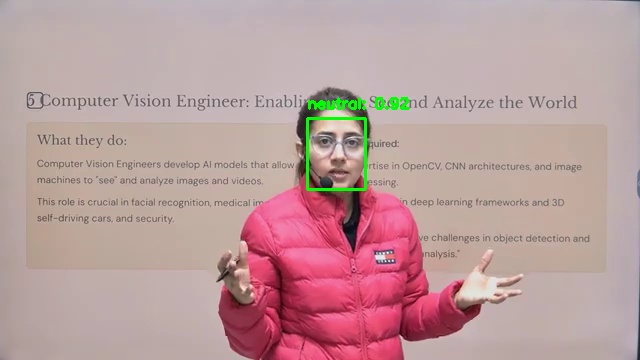 5 Computer Vision Engineer: Enabli
nd Analyze the World
neutral: 0.92
What they do:
Computer Vision Engineers develop AI models that allow
machines to "see" and analyze images and videos.
This role is crucial in facial recognition, medical im
self-driving cars, and security.
quired:
ertise in OpenCV, CNN architectures, and image
essing.
in deep learning frameworks and 3D
ve challenges in object detection and
analysis."